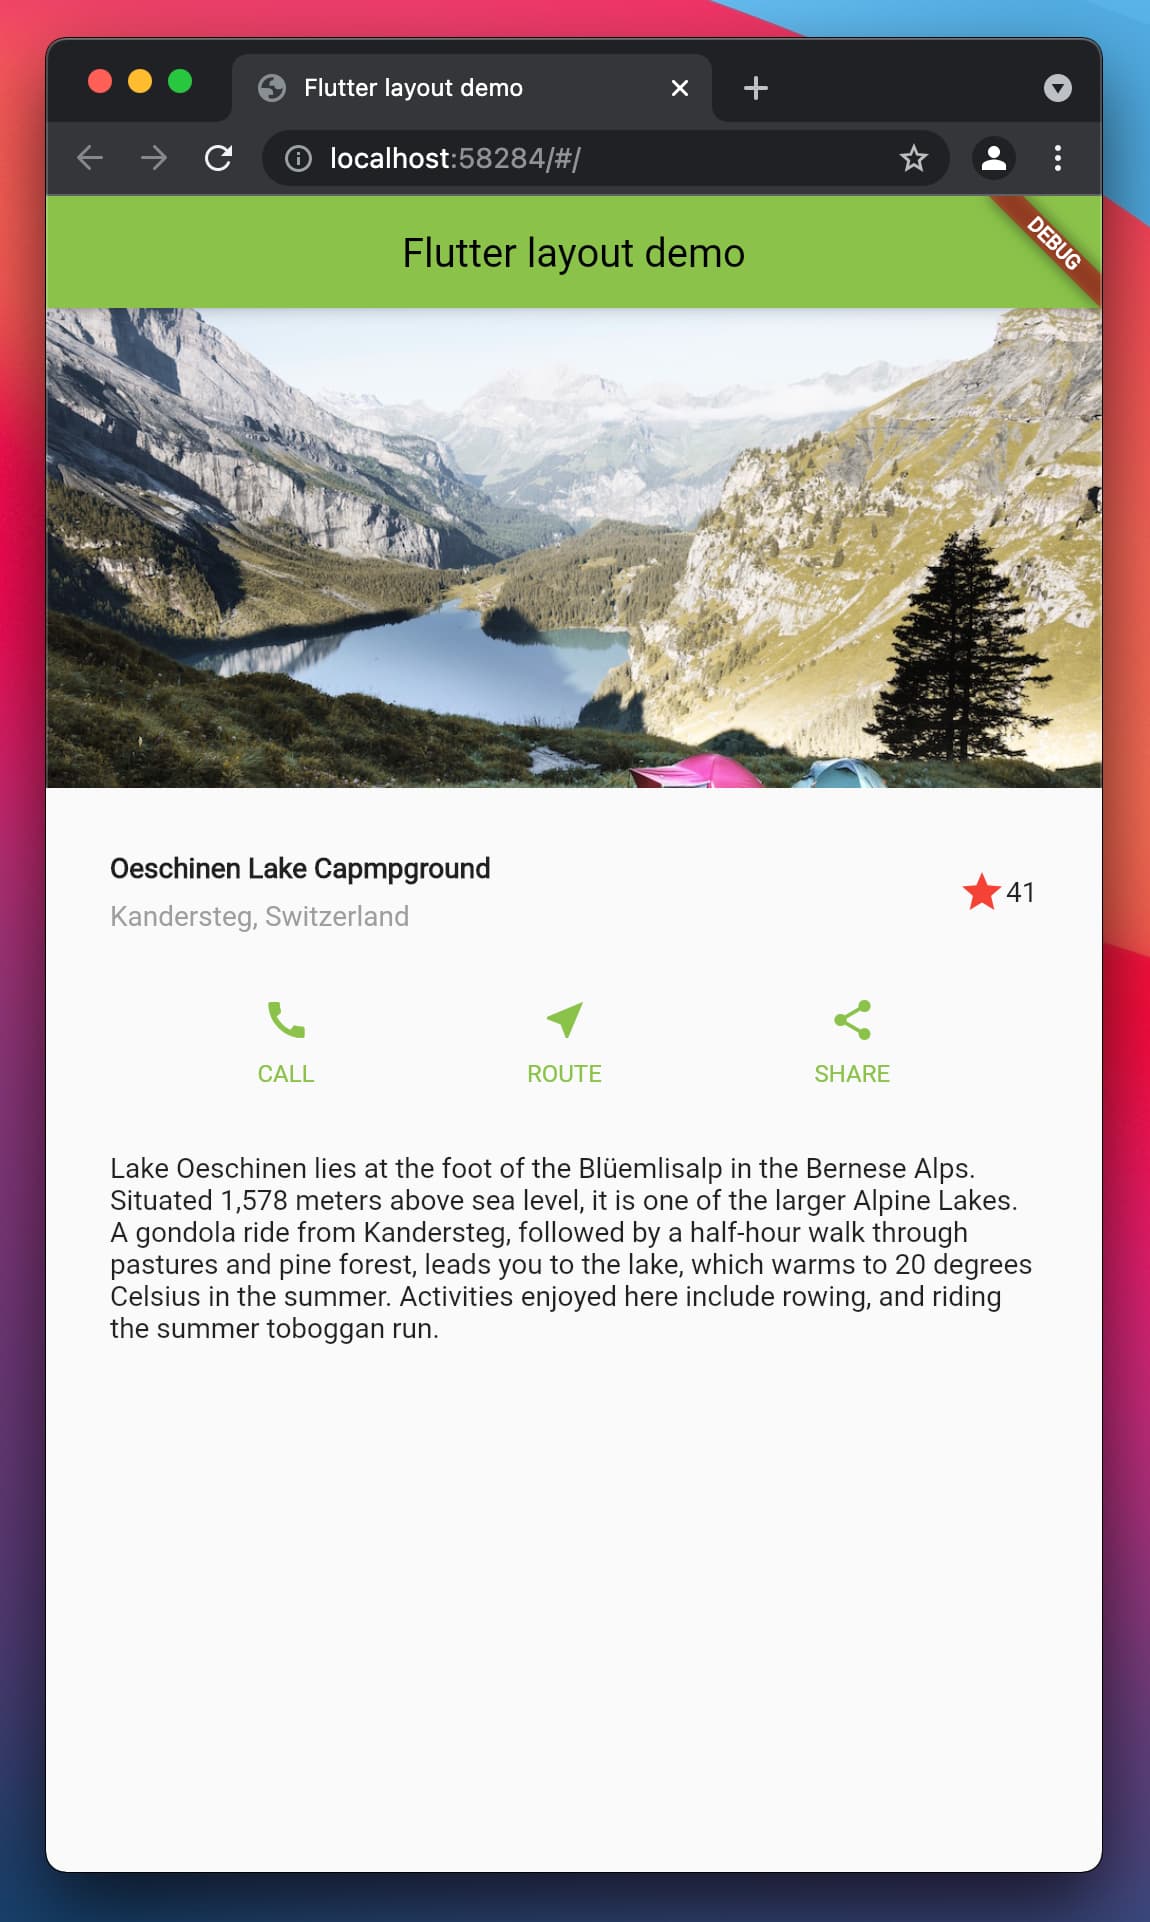 Flutter layout demo
localhost:58284/#/
Flutter layout demo
DEBUG
Oeschinen Lake Capmpground
41
Kandersteg, Switzerland
CALL
ROUTE
SHARE
Lake Oeschinen lies at the foot of the Blüemlisalp in the Bernese Alps.
Situated 1,578 meters above sea level, it is one of the larger Alpine Lakes.
A gondola ride from Kandersteg, followed by a half-hour walk through
pastures and pine forest, leads you to the lake, which warms to 20 degrees
Celsius in the summer. Activities enjoyed here include rowing, and riding
the summer toboggan run.